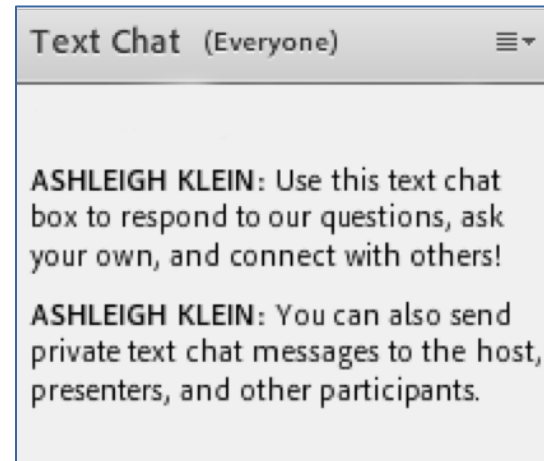 Text Chat (Everyone)
ASHLEIGH KLEIN: Use this text chat
box to respond to our questions, ask
your own, and connect with others!
ASHLEIGH KLEIN: You can also send
private text chat messages to the host,
presenters, and other participants.